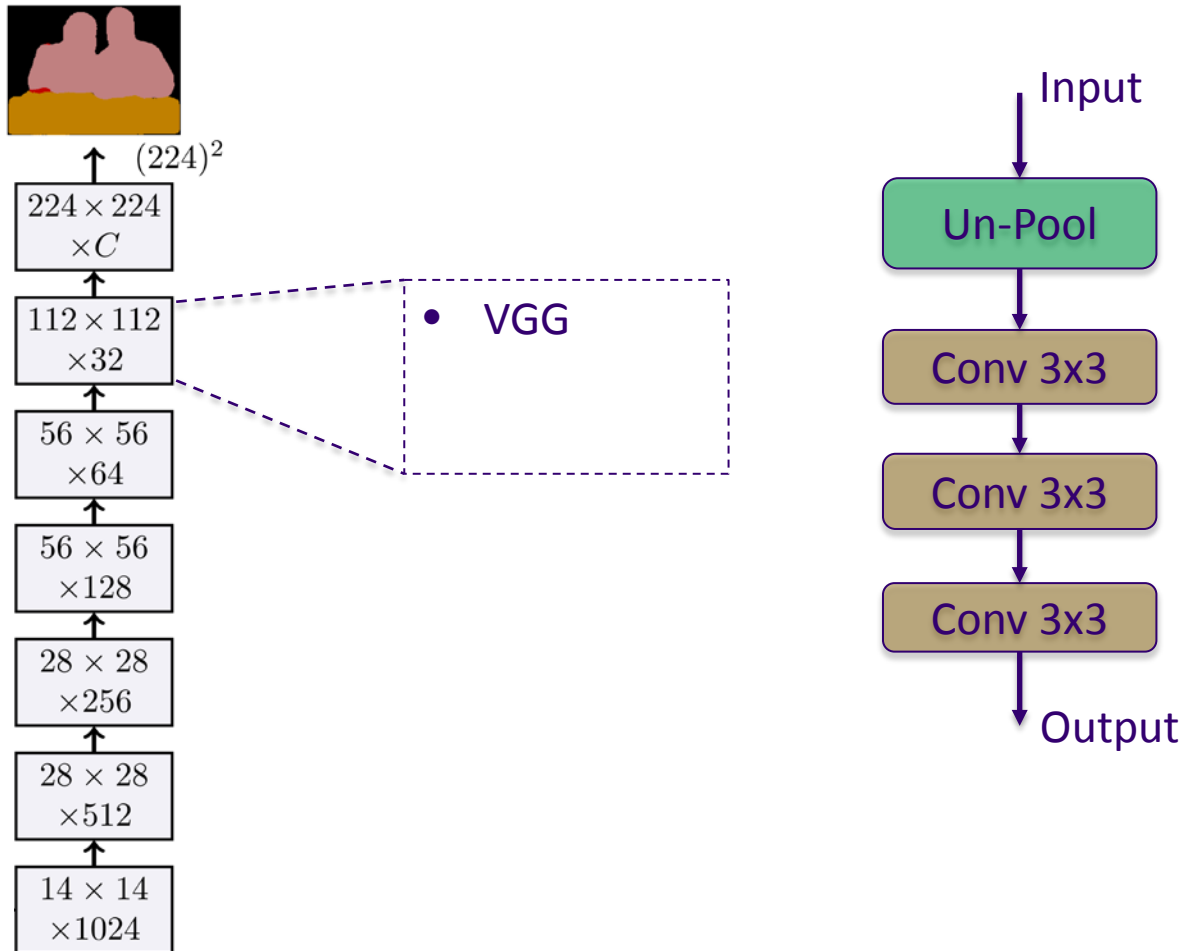 (224)²
224 × 224
×C
112 × 112
×32
56 × 56
×64
56 × 56
×128
28 × 28
×256
28 × 28
×512
14 × 14
×1024
• VGG
Input
Un-Pool
Conv 3x3
Conv 3x3
Conv 3x3
Output